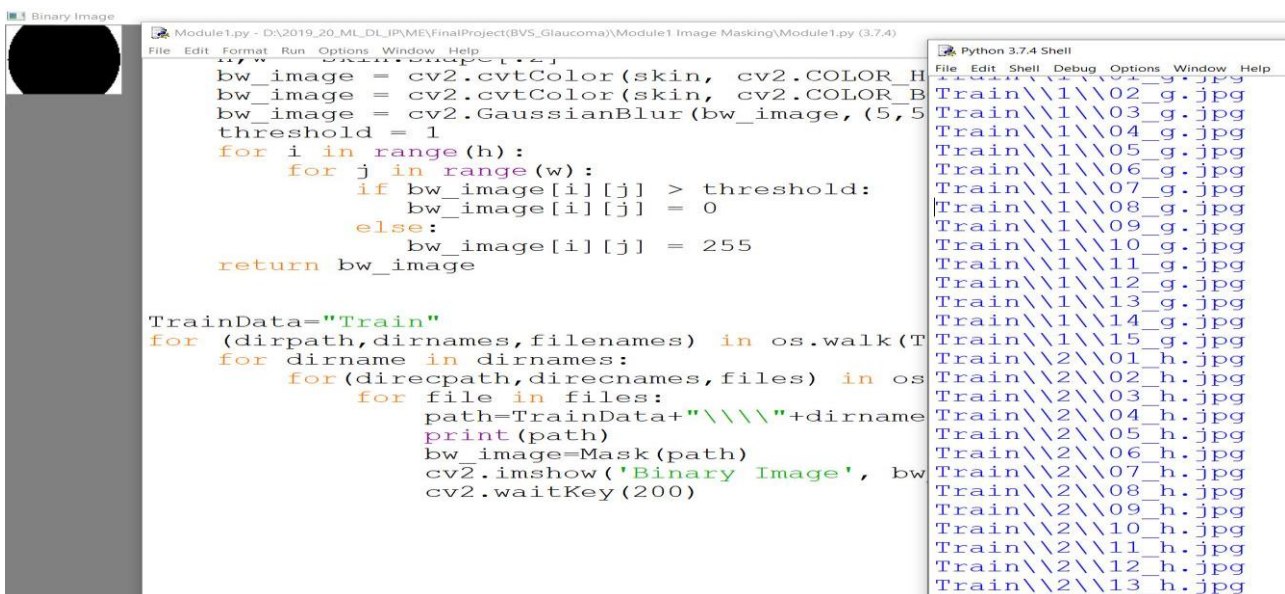 Binary Image
Module1.py - D:\2019_20_ML_DL_IP\ME\FinalProject(BVS_Glaucoma)\Module1 Image Masking\Module1.py (3.7.4)
File Edit Format Run Options Window Help
bw_image = cv2.cvtColor(skin, cv2.COLOR_H
bw_image = cv2.cvtColor(skin, cv2.COLOR_B
bw_image = cv2.GaussianBlur(bw_image,(5,5
threshold = 1
for i in range(h):
for j in range(w):
if bw_image[i][j] > threshold:
bw_image[i][j] = 0
else:
bw_image[i][j] = 255
return bw_image
TrainData="Train"
for (dirpath,dirnames,filenames) in os.walk(T
for dirname in dirnames:
for(direcpath,direcnames,files) in os
for file in files:
path=TrainData+"\\\\"+dirname
print(path)
bw_image=Mask(path)
cv2.imshow('Binary Image', bw
cv2.waitKey(200)
Python 3.7.4 Shell
File Edit Shell Debug Options Window Help
Train\\1\\01_g.jpg
Train\\1\\02_g.jpg
Train\\1\\03_g.jpg
Train\\1\\04_g.jpg
Train\\1\\05_g.jpg
Train\\1\\06_g.jpg
Train\\1\\07_g.jpg
Train\\1\\08_g.jpg
Train\\1\\09_g.jpg
Train\\1\\10_g.jpg
Train\\1\\11_g.jpg
Train\\1\\12_g.jpg
Train\\1\\13_g.jpg
Train\\1\\14_g.jpg
Train\\1\\15_g.jpg
Train\\2\\01_h.jpg
Train\\2\\02_h.jpg
Train\\2\\03_h.jpg
Train\\2\\04_h.jpg
Train\\2\\05_h.jpg
Train\\2\\06_h.jpg
Train\\2\\07_h.jpg
Train\\2\\08_h.jpg
Train\\2\\09_h.jpg
Train\\2\\10_h.jpg
Train\\2\\11_h.jpg
Train\\2\\12_h.jpg
Train\\2\\13_h.jpg